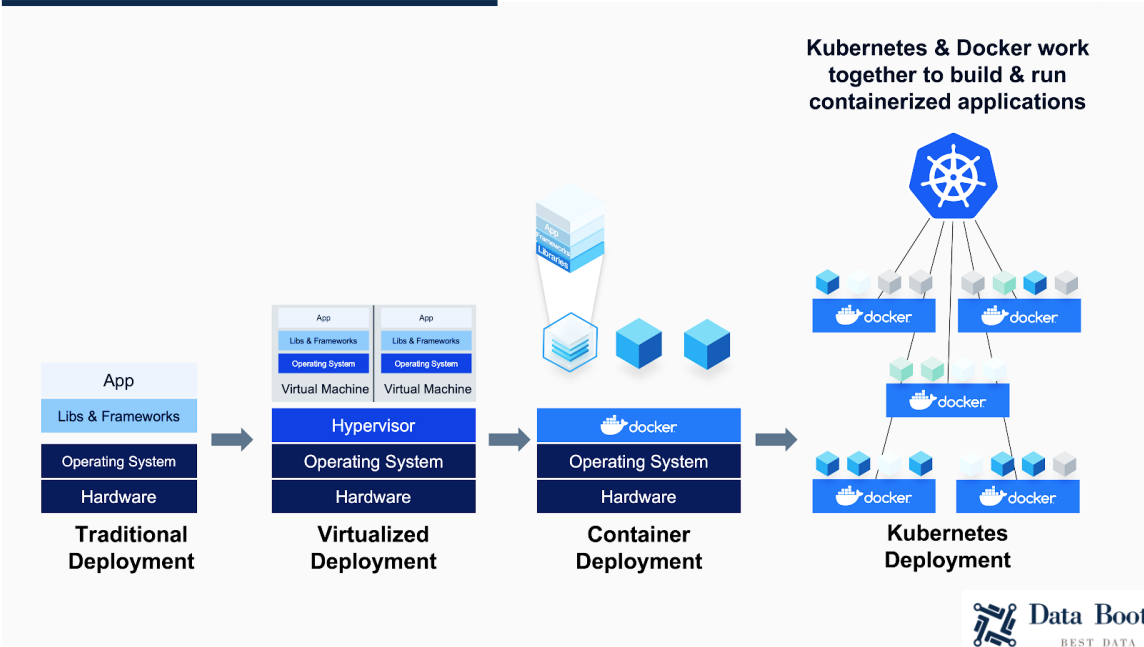 Kubernetes & Docker work
together to build & run
containerized applications
App
Frameworks
Libraries
App
Libs & Frameworks
Operating System
Virtual Machine
App
Libs & Frameworks
Operating System
Virtual Machine
App
Libs & Frameworks
Operating System
Hardware
Hypervisor
Operating System
Hardware
docker
Operating System
Hardware
docker
docker
docker
docker
docker
Traditional
Deployment
Virtualized
Deployment
Container
Deployment
Kubernetes
Deployment
Data Boot
BEST DATA